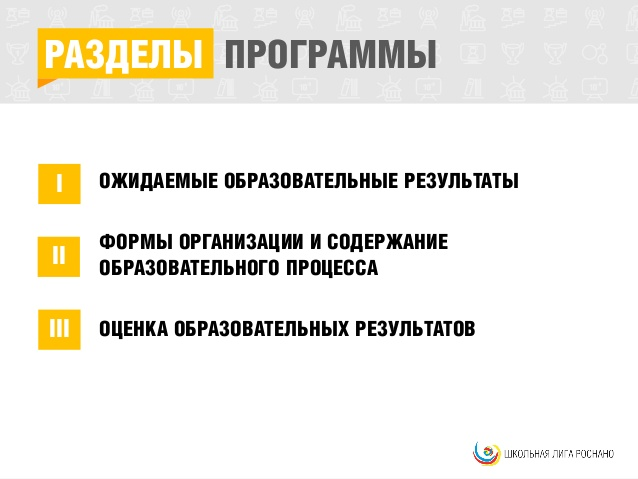 РАЗДЕЛЫ ПРОГРАММЫ
I ОЖИДАЕМЫЕ ОБРАЗОВАТЕЛЬНЫЕ РЕЗУЛЬТАТЫ
II ФОРМЫ ОРГАНИЗАЦИИ И СОДЕРЖАНИЕ
ОБРАЗОВАТЕЛЬНОГО ПРОЦЕССА
III ОЦЕНКА ОБРАЗОВАТЕЛЬНЫХ РЕЗУЛЬТАТОВ
ШКОЛЬНАЯ ЛИГА РОСНАНО